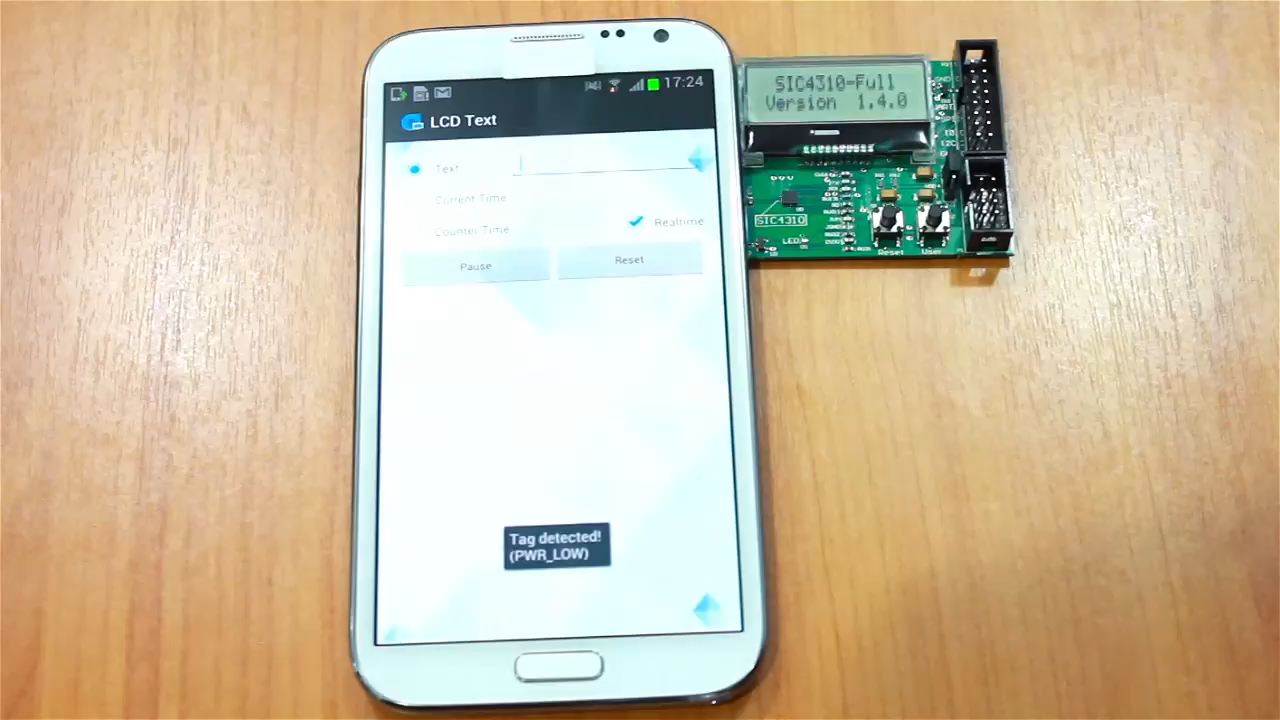 17:24
LCD Text
Text
Current Time
Realtime
Counter Time
Pause
Reset
Tag detected!
(PWR_LOW)
SIC4310-Full
Version 1.4.0
SIC4310
LED
Reset
User